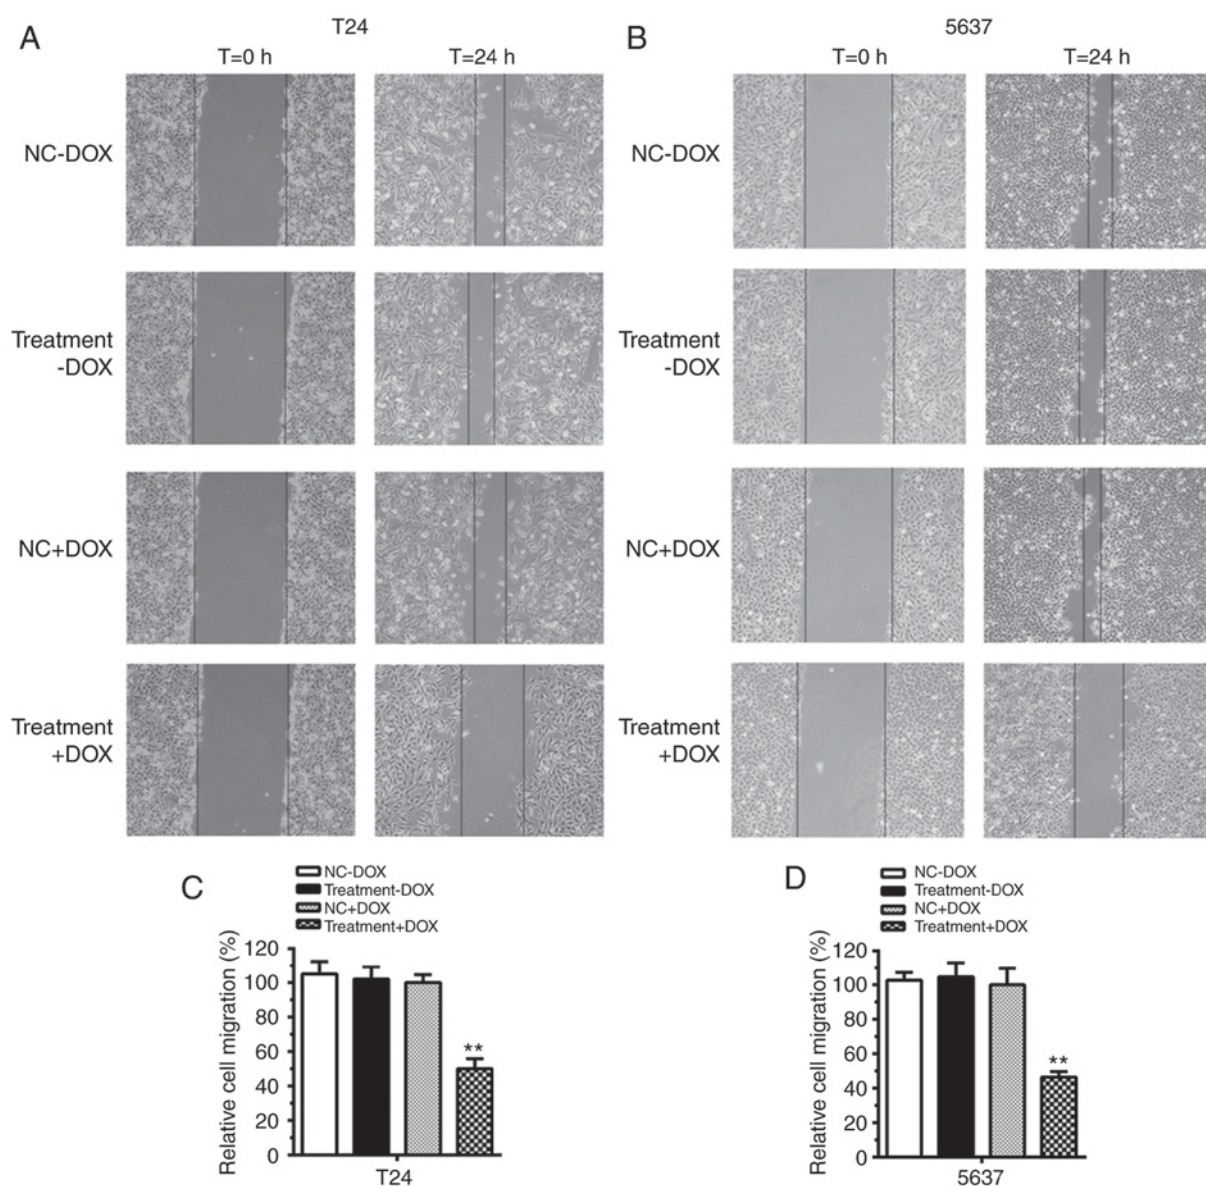 A
T24
T=0 h
T=24 h
NC-DOX
Treatment
-DOX
NC+DOX
Treatment
+DOX
B
5637
T=0 h
T=24 h
NC-DOX
Treatment
-DOX
NC+DOX
Treatment
+DOX
C
NC-DOX
Treatment-DOX
NC+DOX
Treatment+DOX
Relative cell migration (%)
120
100
80
60
40
20
0
**
T24
D
NC-DOX
Treatment-DOX
NC+DOX
Treatment+DOX
Relative cell migration (%)
120
100
80
60
40
20
0
**
5637